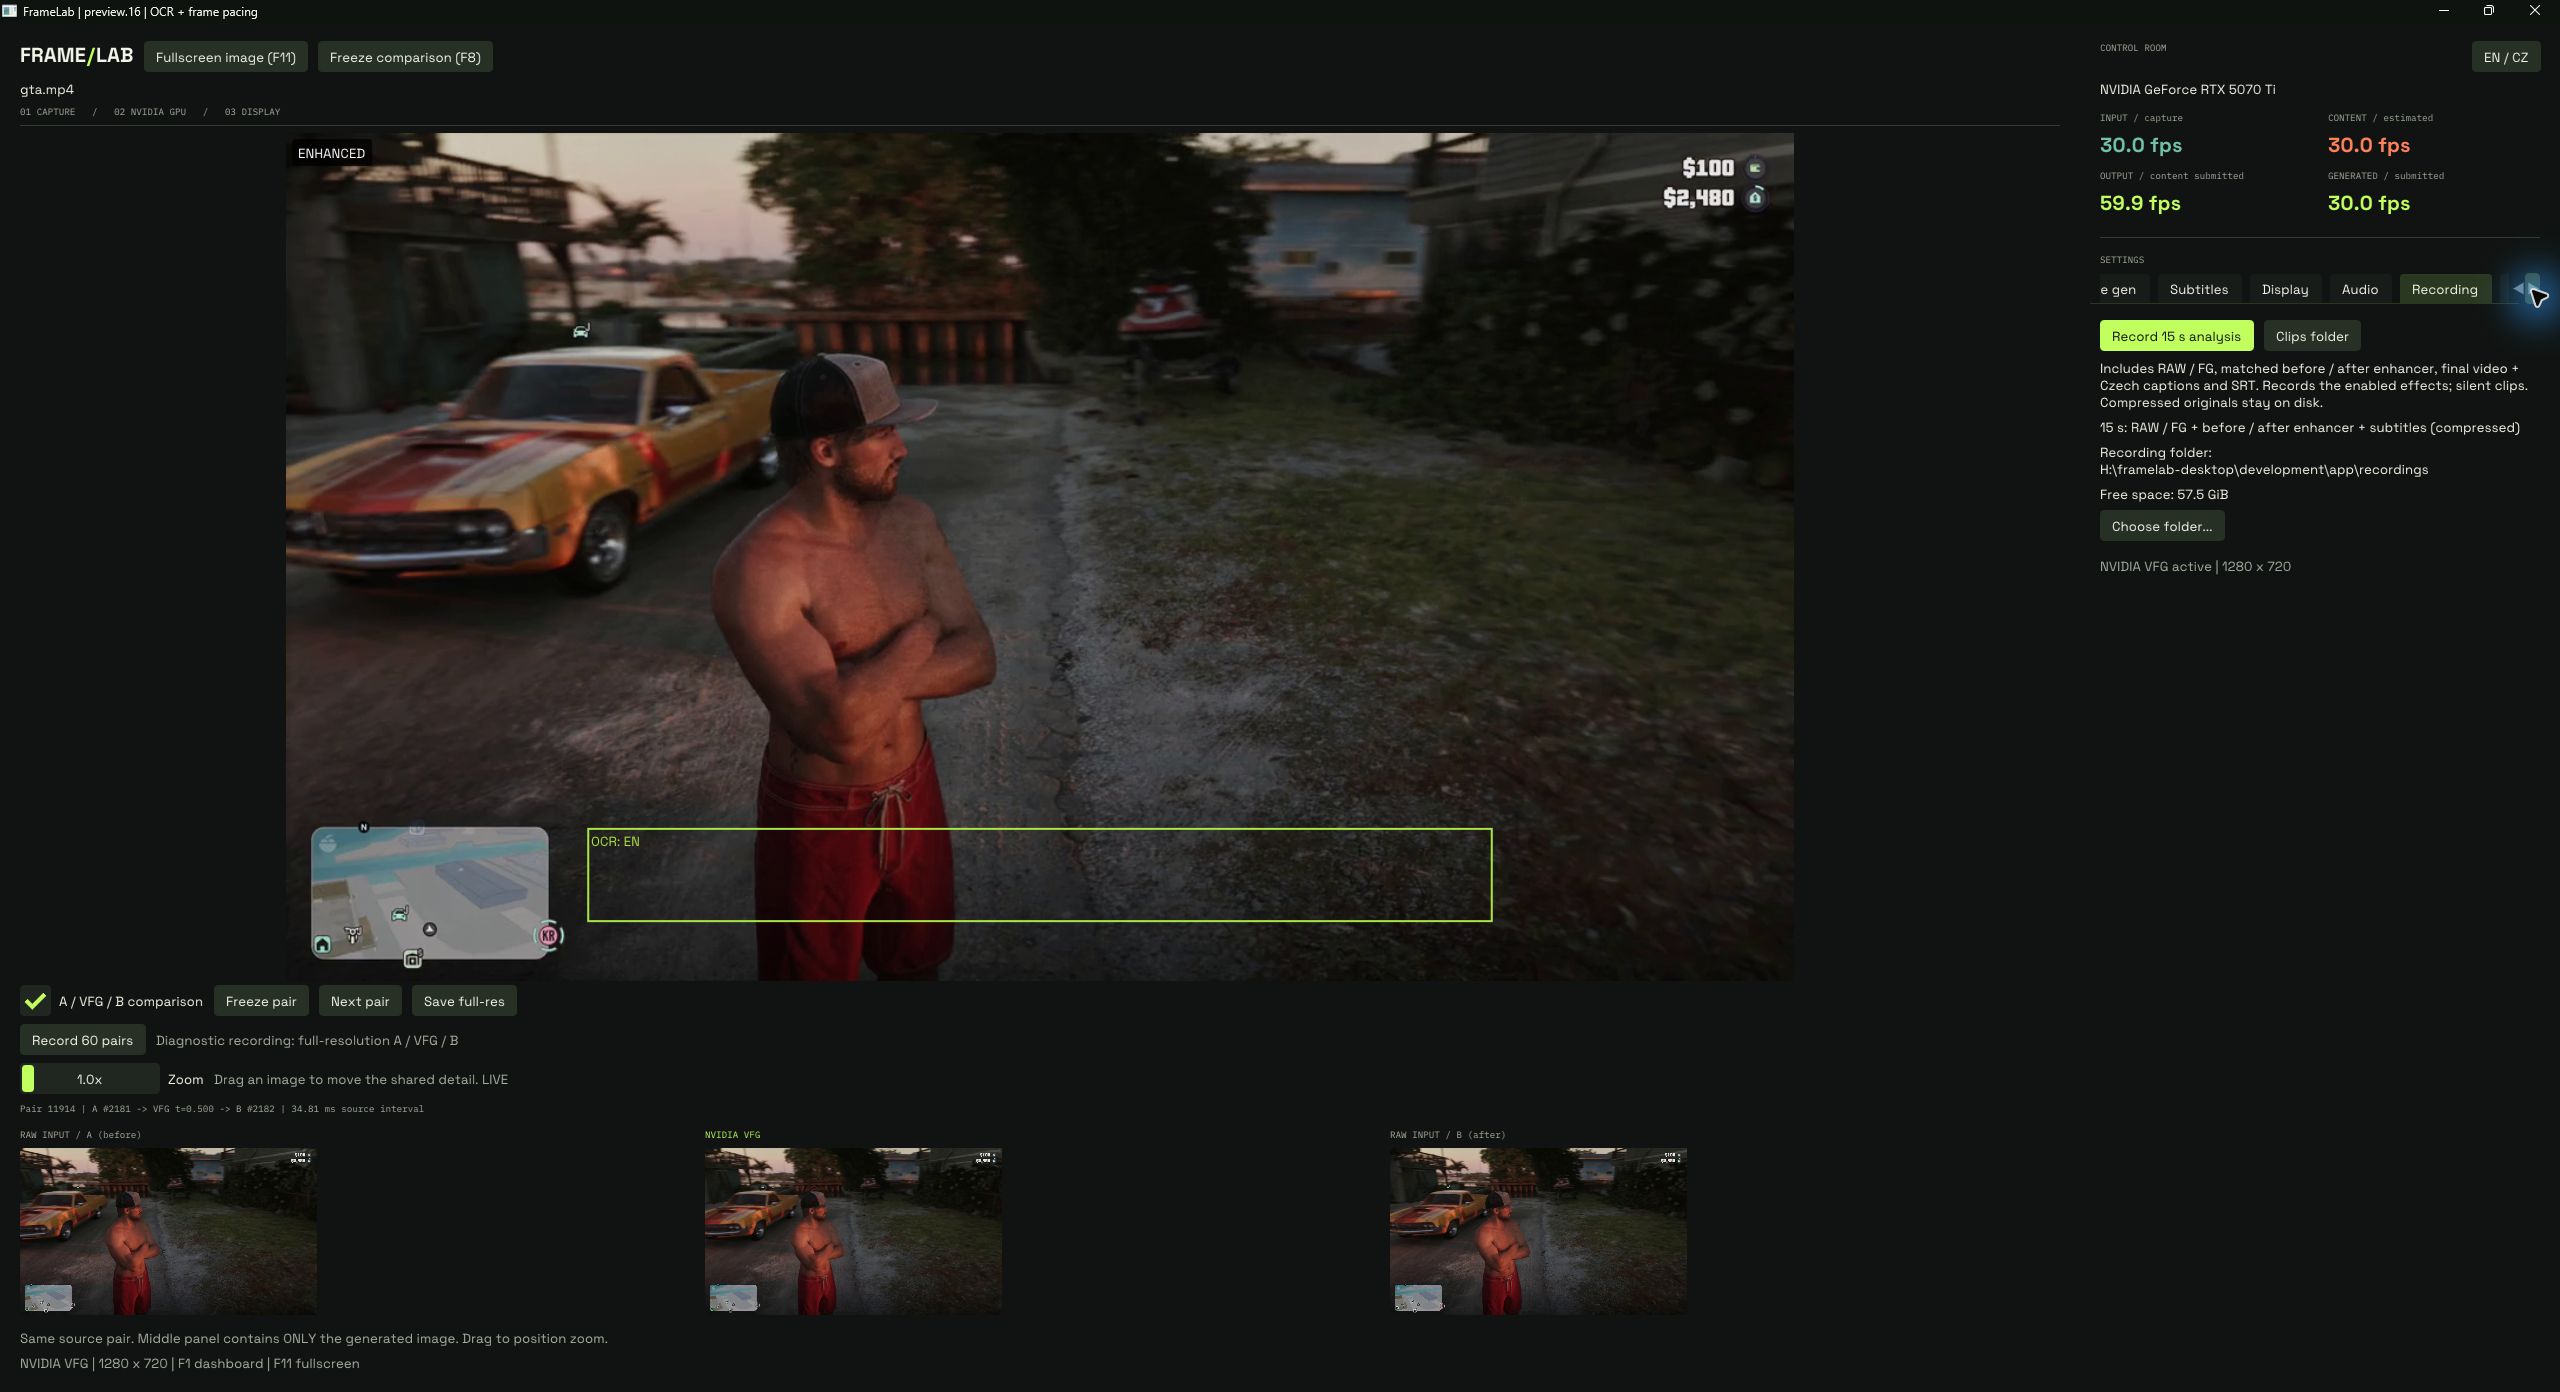 FrameLab | preview.16 | OCR + frame pacing
FRAME/LAB
Fullscreen image (F11)
Freeze comparison (F8)
gta.mp4
01 CAPTURE / 02 NVIDIA GPU / 03 DISPLAY
ENHANCED
$100
$2,480
N
KR
OCR: EN
A / VFG / B comparison
Freeze pair
Next pair
Save full-res
Record 60 pairs
Diagnostic recording: full-resolution A / VFG / B
1.0x
Zoom
Drag an image to move the shared detail. LIVE
Pair 11914 | A #2181 -> VFG t=0.500 -> B #2182 | 34.81 ms source interval
RAW INPUT / A (before)
NVIDIA VFG
RAW INPUT / B (after)
Same source pair. Middle panel contains ONLY the generated image. Drag to position zoom.
NVIDIA VFG | 1280 x 720 | F1 dashboard | F11 fullscreen
CONTROL ROOM
EN / CZ
NVIDIA GeForce RTX 5070 Ti
INPUT / capture
CONTENT / estimated
30.0 fps
30.0 fps
OUTPUT / content submitted
GENERATED / submitted
59.9 fps
30.0 fps
SETTINGS
e gen
Subtitles
Display
Audio
Recording
Record 15 s analysis
Clips folder
Includes RAW / FG, matched before / after enhancer, final video +
Czech captions and SRT. Records the enabled effects; silent clips.
Compressed originals stay on disk.
15 s: RAW / FG + before / after enhancer + subtitles (compressed)
Recording folder:
H:\framelab-desktop\development\app\recordings
Free space: 57.5 GiB
Choose folder...
NVIDIA VFG active | 1280 x 720